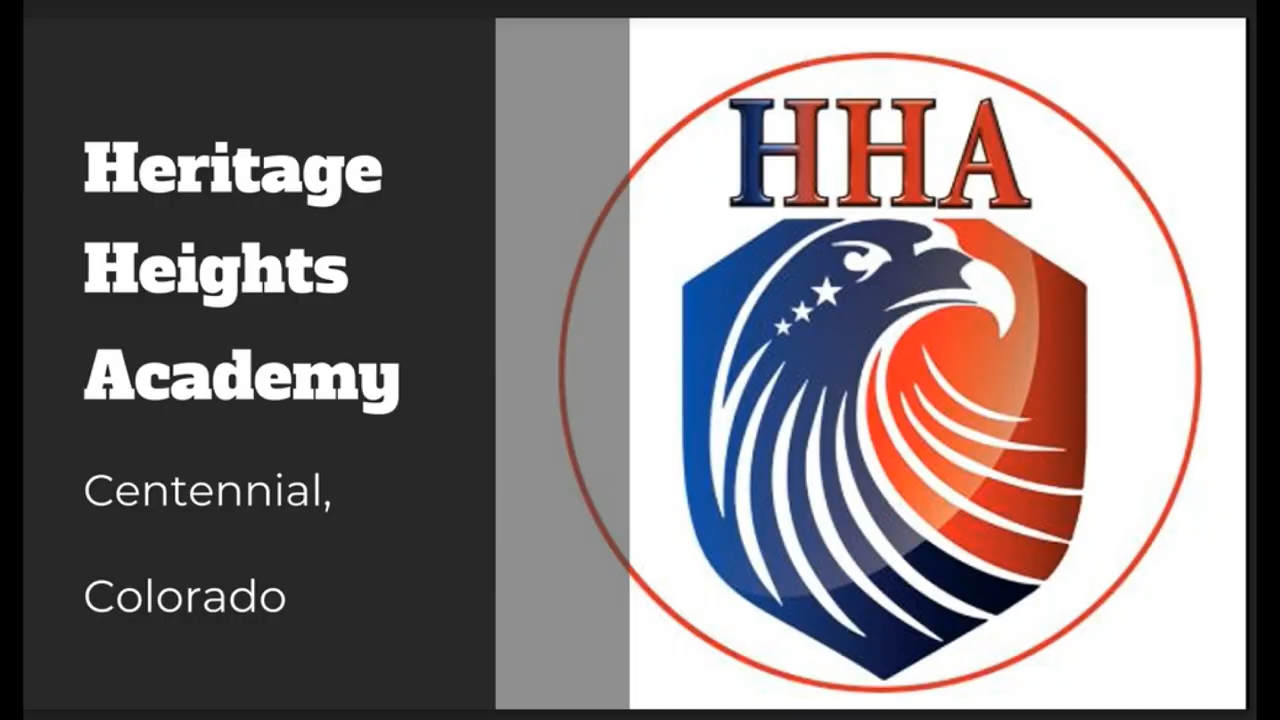 Heritage
Heights
Academy
Centennial,
Colorado
HHA